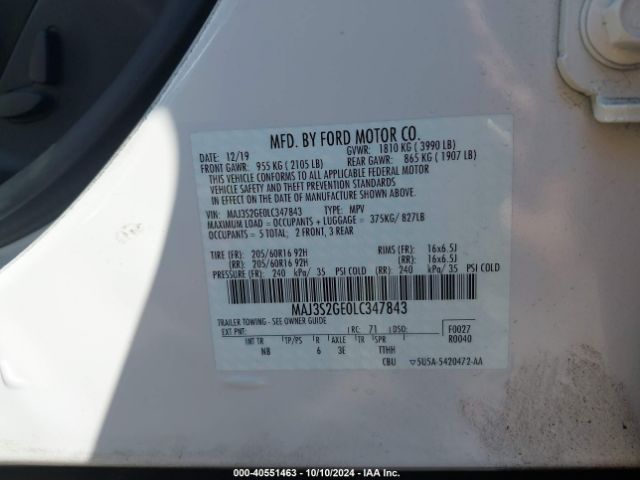 MFD. BY FORD MOTOR CO.
DATE: 12/19 GVWR: 1810 KG ( 3990 LB)
FRONT GAWR: 955 KG ( 2105 LB) REAR GAWR: 865 KG ( 1907 LB)
THIS VEHICLE CONFORMS TO ALL APPLICABLE FEDERAL MOTOR
VEHICLE SAFETY AND THEFT PREVENTION STANDARDS
IN EFFECT ON THE DATE OF MANUFACTURE SHOWN ABOVE.
VIN: MAJ3S2GE0LC347843 TYPE: MPV
MAXIMUM LOAD = OCCUPANTS + LUGGAGE = 375KG/ 827LB
OCCUPANTS = 5 TOTAL, 2 FRONT, 3 REAR
TIRE (FR): 205/60R16 92H RIMS (FR): 16x6.5J
(RR): 205/60R16 92H (RR): 16x6.5J
PRESSURE (FR): 240 kPa/ 35 PSI COLD (RR): 240 kPa/ 35 PSI COLD
MAJ3S2GE0LC347843
TRAILER TOWING - SEE OWNER GUIDE
EXT PNT: RC: 71 DSO: F0027
R0040
INT TR TP/PS R AXLE TR SPR
NB 6 3E TTHH
CBU ▽5U5A-5420472-AA
000-40551463 - 10/10/2024 - IAA Inc.